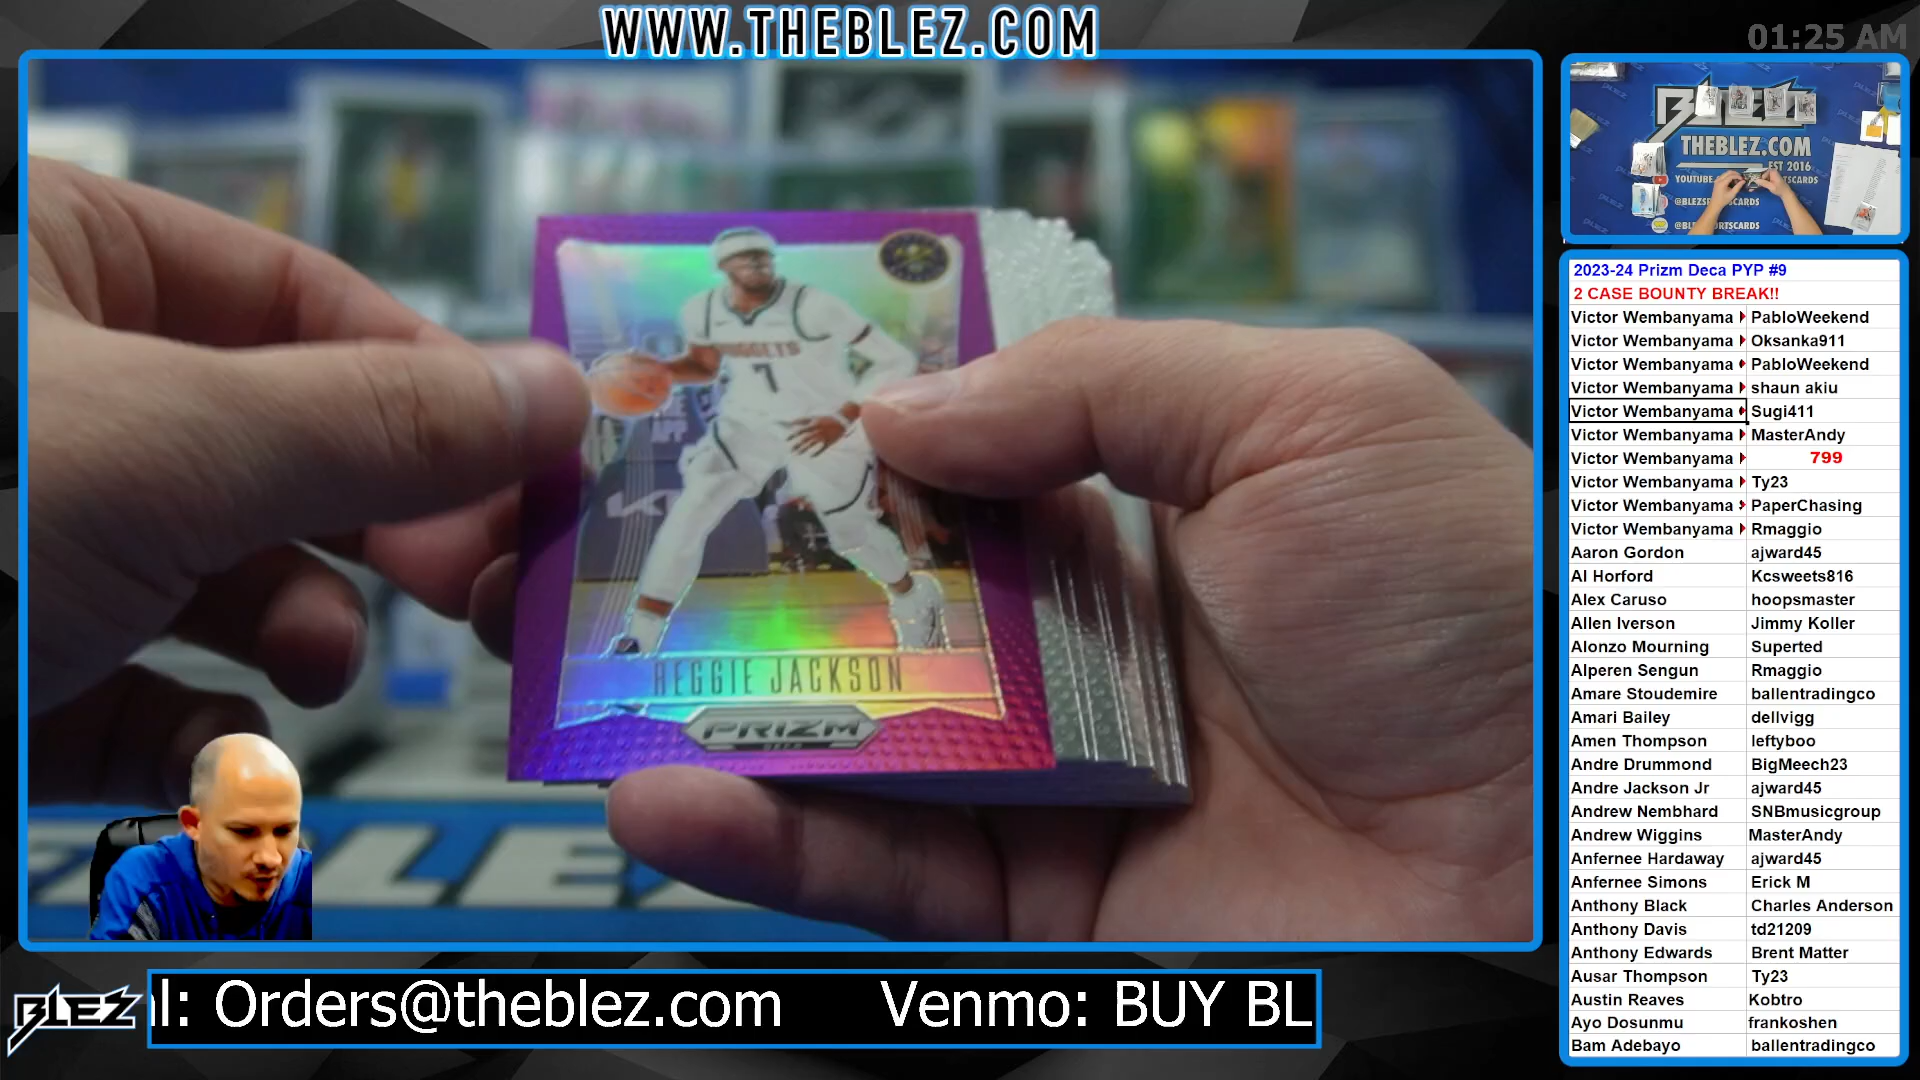 WWW.THEBLEZ.COM
01:25 AM
NUGGETS
7
REGGIE JACKSON
PRIZM
THEBLEZ.COM
EST 2016
@BLEZSPORTSCARDS
2023-24 Prizm Deca PYP #9
2 CASE BOUNTY BREAK!!
Victor Wembanyama PabloWeekend
Victor Wembanyama Oksanka911
Victor Wembanyama PabloWeekend
Victor Wembanyama shaun akiu
Victor Wembanyama Sugi411
Victor Wembanyama MasterAndy
Victor Wembanyama 799
Victor Wembanyama Ty23
Victor Wembanyama PaperChasing
Victor Wembanyama Rmaggio
Aaron Gordon ajward45
Al Horford Kcsweets816
Alex Caruso hoopsmaster
Allen Iverson Jimmy Koller
Alonzo Mourning Superted
Alperen Sengun Rmaggio
Amare Stoudemire ballentradingco
Amari Bailey dellvigg
Amen Thompson leftyboo
Andre Drummond BigMeech23
Andre Jackson Jr ajward45
Andrew Nembhard SNBmusicgroup
Andrew Wiggins MasterAndy
Anfernee Hardaway ajward45
Anfernee Simons Erick M
Anthony Black Charles Anderson
Anthony Davis td21209
Anthony Edwards Brent Matter
Ausar Thompson Ty23
Austin Reaves Kobtro
Ayo Dosunmu frankoshen
Bam Adebayo ballentradingco
BLEZ
l: Orders@theblez.com Venmo: BUY BL